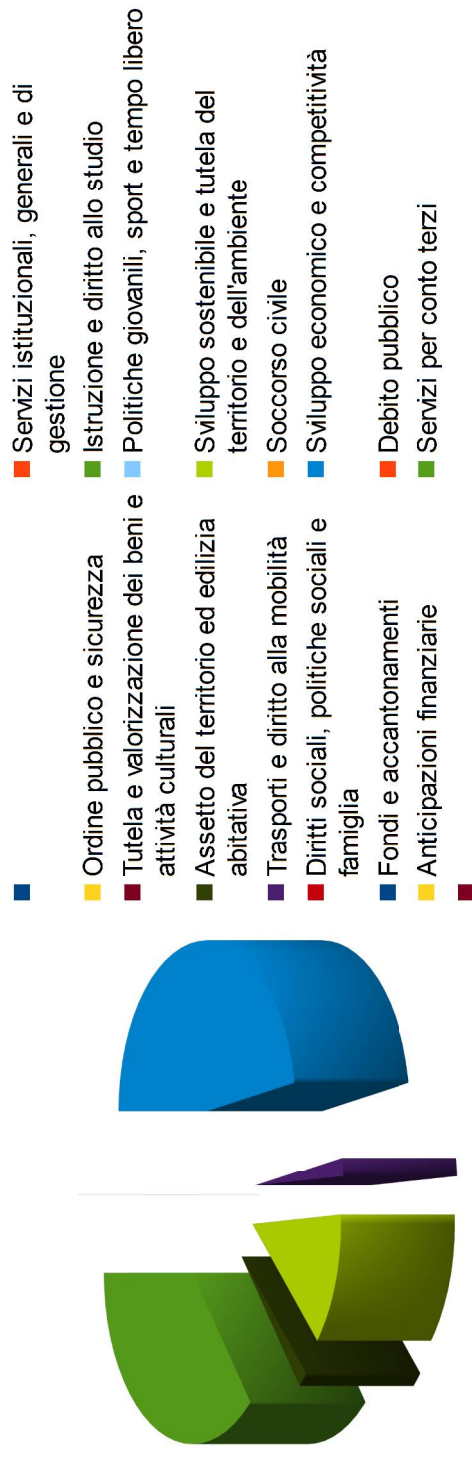 Servizi istituzionali, generali e di
gestione
Ordine pubblico e sicurezza
Istruzione e diritto allo studio
Tutela e valorizzazione dei beni e
attività culturali
Politiche giovanili, sport e tempo libero
Assetto del territorio ed edilizia
abitativa
Sviluppo sostenibile e tutela del
territorio e dell'ambiente
Trasporti e diritto alla mobilità
Soccorso civile
Diritti sociali, politiche sociali e
famiglia
Sviluppo economico e competitività
Fondi e accantonamenti
Debito pubblico
Anticipazioni finanziarie
Servizi per conto terzi